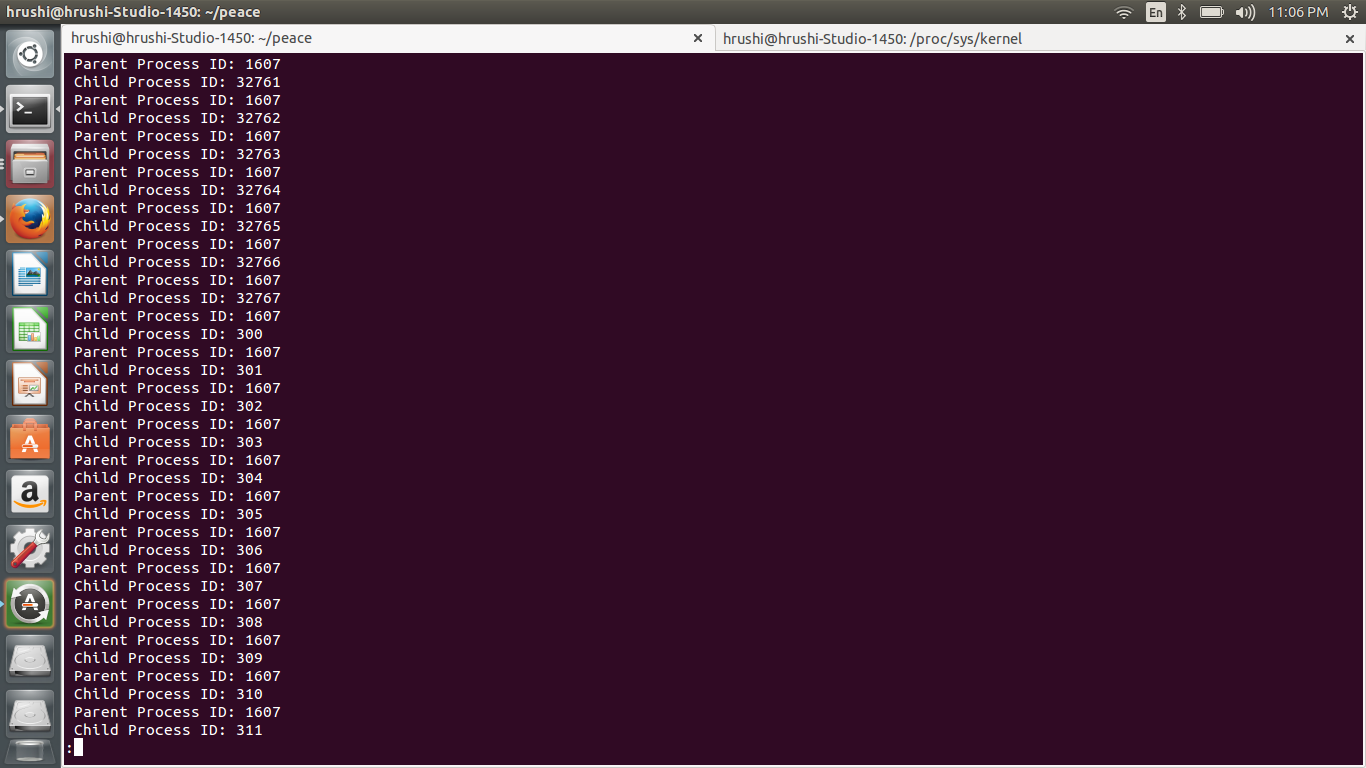 hrushi@hrushi-Studio-1450: ~/peace
En
11:06 PM
hrushi@hrushi-Studio-1450: ~/peace
hrushi@hrushi-Studio-1450: /proc/sys/kernel
Parent Process ID: 1607
Child Process ID: 32761
Parent Process ID: 1607
Child Process ID: 32762
Parent Process ID: 1607
Child Process ID: 32763
Parent Process ID: 1607
Child Process ID: 32764
Parent Process ID: 1607
Child Process ID: 32765
Parent Process ID: 1607
Child Process ID: 32766
Parent Process ID: 1607
Child Process ID: 32767
Parent Process ID: 1607
Child Process ID: 300
Parent Process ID: 1607
Child Process ID: 301
Parent Process ID: 1607
Child Process ID: 302
Parent Process ID: 1607
Child Process ID: 303
Parent Process ID: 1607
Child Process ID: 304
Parent Process ID: 1607
Child Process ID: 305
Parent Process ID: 1607
Child Process ID: 306
Parent Process ID: 1607
Child Process ID: 307
Parent Process ID: 1607
Child Process ID: 308
Parent Process ID: 1607
Child Process ID: 309
Parent Process ID: 1607
Child Process ID: 310
Parent Process ID: 1607
Child Process ID: 311
: